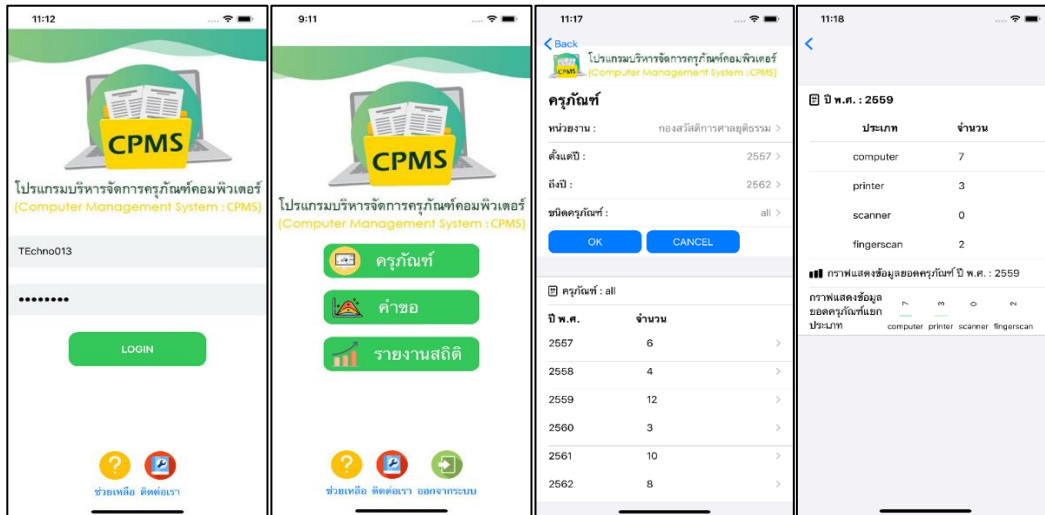 11:12
CPMS
โปรแกรมบริหารจัดการครุภัณฑ์คอมพิวเตอร์
(Computer Management System : CPMS)
TEchno013
••••••••
LOGIN
ช่วยเหลือ ติดต่อเรา
9:11
CPMS
โปรแกรมบริหารจัดการครุภัณฑ์คอมพิวเตอร์
(Computer Management System : CPMS)
ครุภัณฑ์
คำขอ
รายงานสถิติ
ช่วยเหลือ ติดต่อเรา ออกจากระบบ
11:17
Back
CPMS
โปรแกรมบริหารจัดการครุภัณฑ์คอมพิวเตอร์
(Computer Management System : CPMS)
ครุภัณฑ์
หน่วยงาน : กองสวัสดิการศาลยุติธรรม
ตั้งแต่ปี : 2557
ถึงปี : 2562
ชนิดครุภัณฑ์ : all
OK CANCEL
ครุภัณฑ์ : all
ปี พ.ศ. จำนวน
2557 6
2558 4
2559 12
2560 3
2561 10
2562 8
11:18
ปี พ.ศ. : 2559
ประเภท จำนวน
computer 7
printer 3
scanner 0
fingerscan 2
กราฟแสดงข้อมูลยอดครุภัณฑ์ ปี พ.ศ. : 2559
กราฟแสดงข้อมูล
ยอดครุภัณฑ์แยก
ประเภท
7 3 0 2
computer printer scanner fingerscan